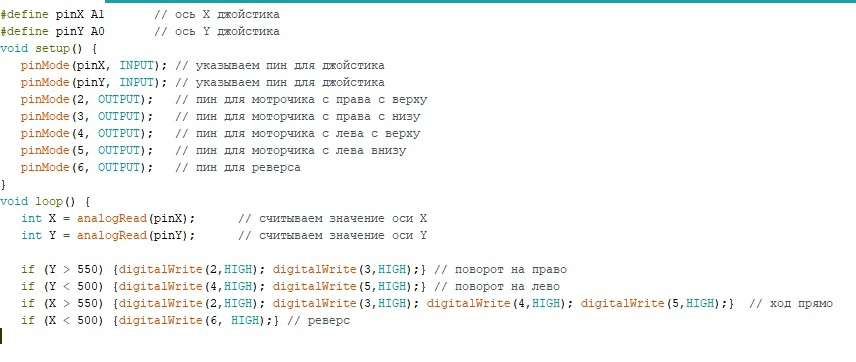 #define pinX A1 // ось X джойстика
#define pinY A0 // ось Y джойстика
void setup() {
pinMode(pinX, INPUT); // указываем пин для джойстика
pinMode(pinY, INPUT); // указываем пин для джойстика
pinMode(2, OUTPUT); // пин для мотрочика с права с верху
pinMode(3, OUTPUT); // пин для моторчика с права с низу
pinMode(4, OUTPUT); // пин для моторчика с лева с верху
pinMode(5, OUTPUT); // пин для моторчика с лева внизу
pinMode(6, OUTPUT); // пин для реверса
}
void loop() {
int X = analogRead(pinX); // считываем значение оси X
int Y = analogRead(pinY); // считываем значение оси Y
if (Y > 550) {digitalWrite(2,HIGH); digitalWrite(3,HIGH);} // поворот на право
if (Y < 500) {digitalWrite(4,HIGH); digitalWrite(5,HIGH);} // поворот на лево
if (X > 550) {digitalWrite(2,HIGH); digitalWrite(3,HIGH); digitalWrite(4,HIGH); digitalWrite(5,HIGH);} // ход прямо
if (X < 500) {digitalWrite(6, HIGH);} // реверс